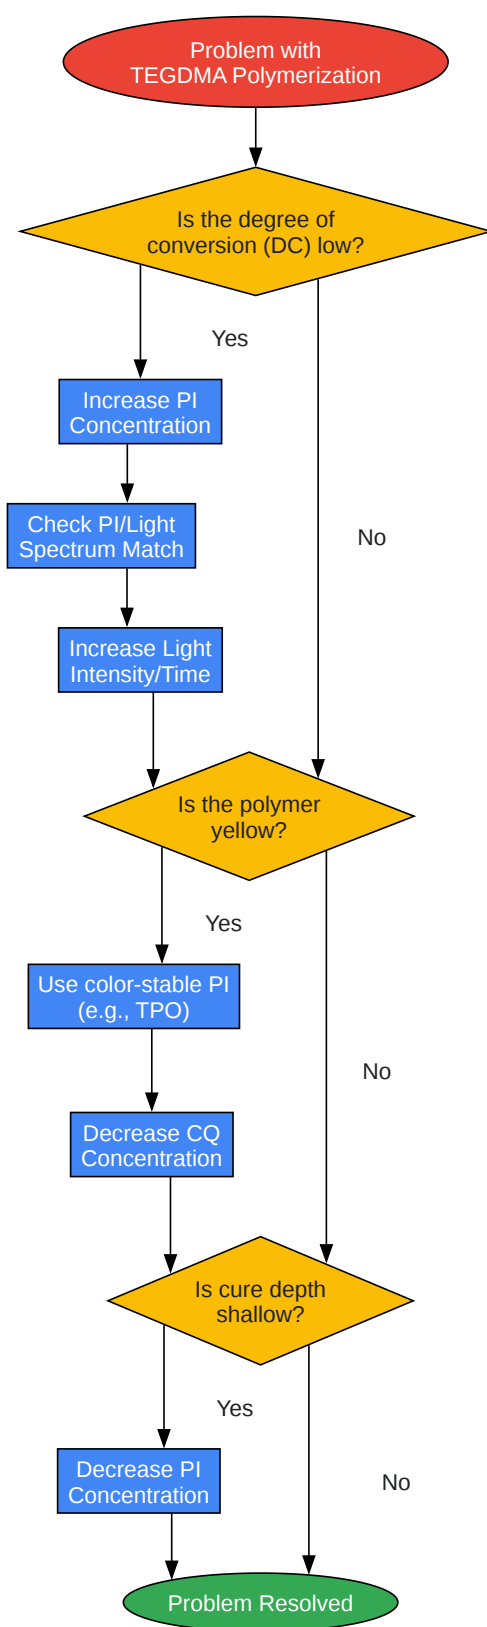 Problem with
TEGDMA Polymerization
Is the degree of
conversion (DC) low?
Yes
Increase PI
Concentration
Check PI/Light
Spectrum Match
No
Increase Light
Intensity/Time
Is the polymer
yellow?
Yes
Use color-stable PI
(e.g., TPO)
No
Decrease CQ
Concentration
Is cure depth
shallow?
Yes
Decrease PI
Concentration
No
Problem Resolved